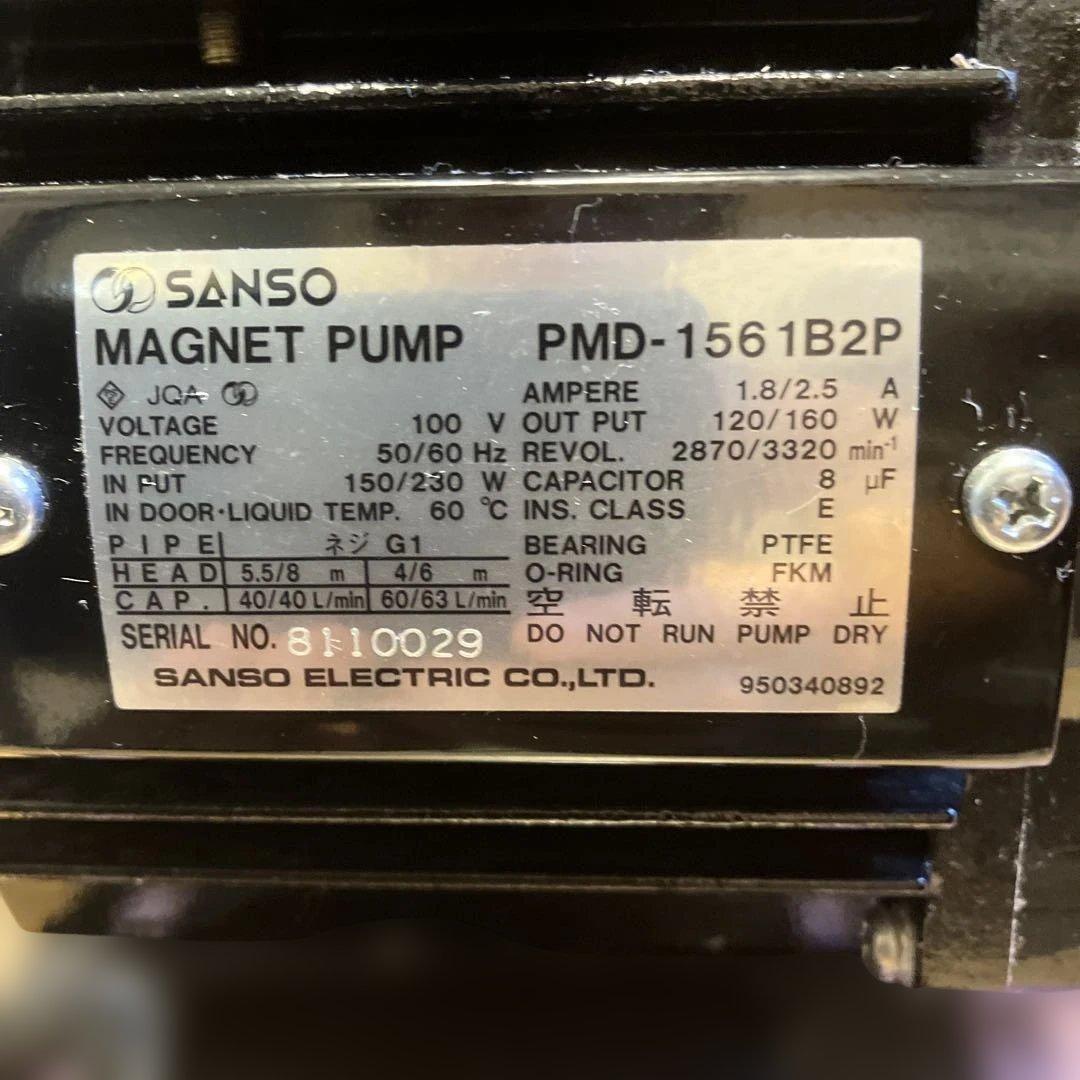 SANSO
MAGNET PUMP PMD-1561B2P
JQA AMPERE 1.8/2.5 A
VOLTAGE 100 V OUT PUT 120/160 W
FREQUENCY 50/60 Hz REVOL. 2870/3320 min-1
IN PUT 150/230 W CAPACITOR 8 μF
IN DOOR・LIQUID TEMP. 60 ℃ INS. CLASS E
PIPE ネジ G1 BEARING PTFE
HEAD 5.5/8 m 4/6 m O-RING FKM
CAP. 40/40 L/min 60/63 L/min 空転禁止
SERIAL NO. 8110029 DO NOT RUN PUMP DRY
SANSO ELECTRIC CO.,LTD. 950340892